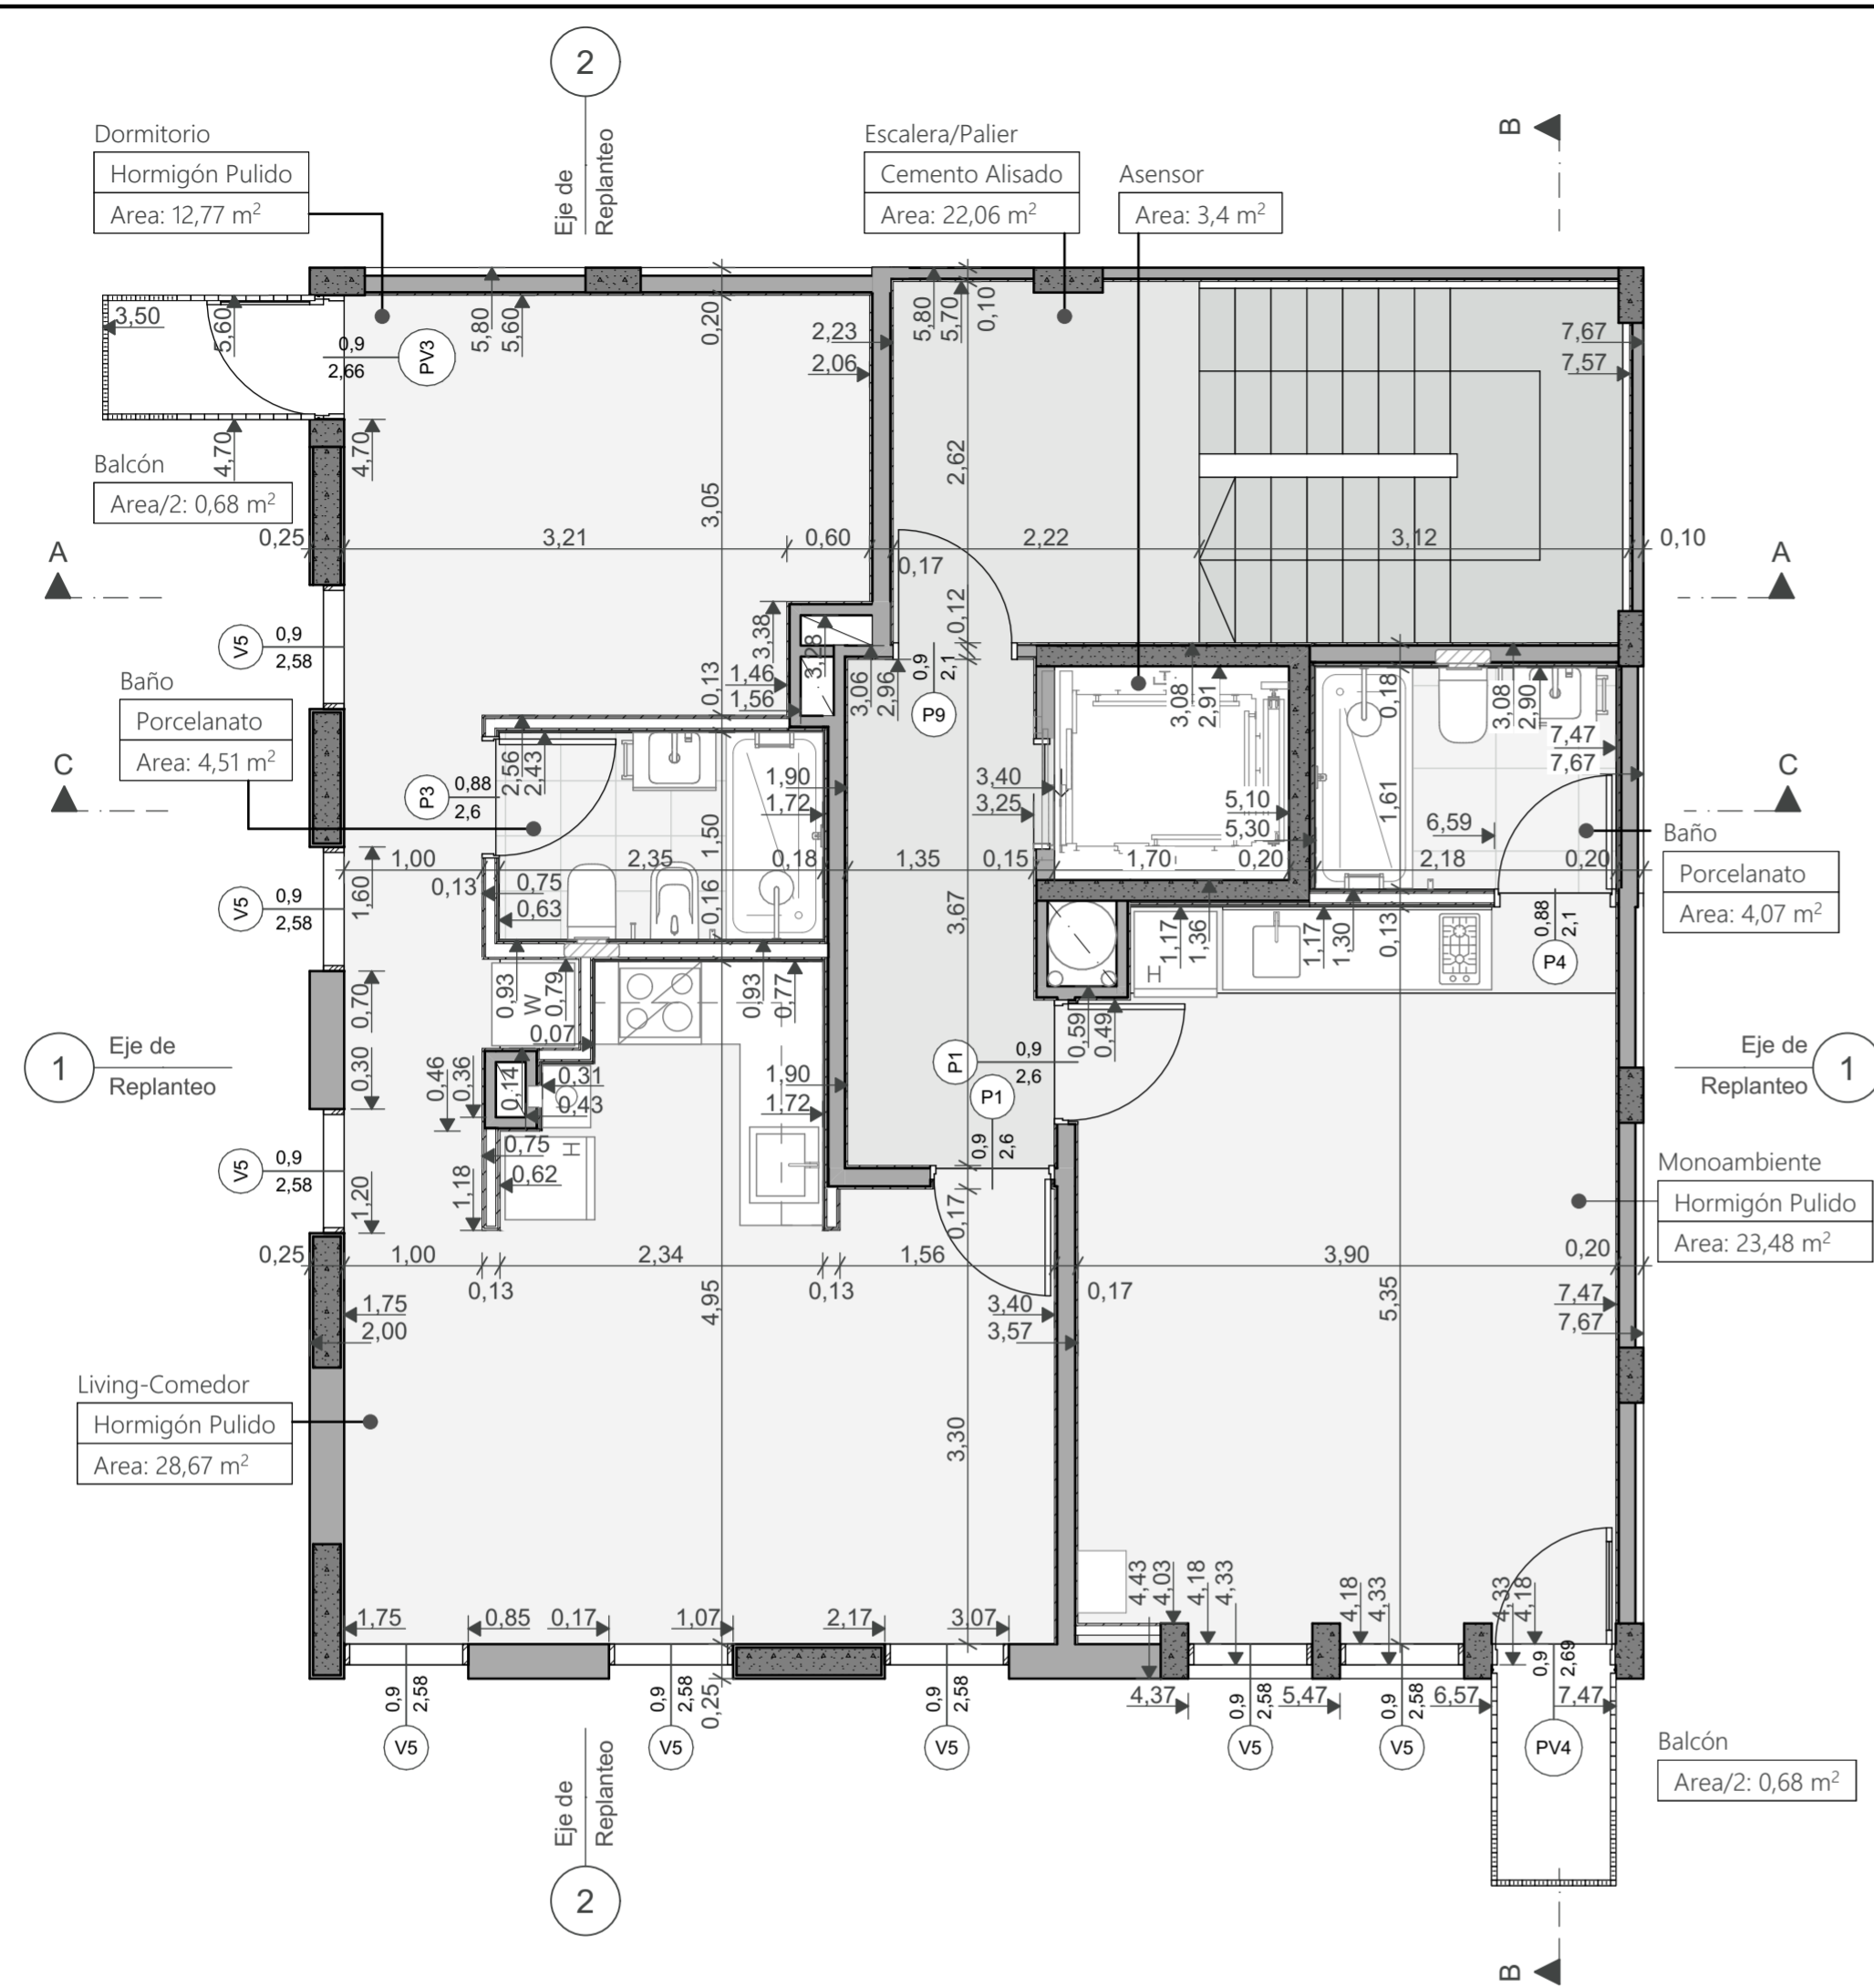 2
Eje de
Replanteo
B
Dormitorio
Hormigón Pulido
Area: 12,77 m²
Escalera/Palier
Cemento Alisado
Area: 22,06 m²
Asensor
Area: 3,4 m²
3,50
5,60
0,9
2,66
PV3
5,80
5,60
0,20
2,23
2,06
5,80
5,70
0,10
7,67
7,57
4,70
4,70
Balcón
Area/2: 0,68 m²
3,05
2,62
0,25
3,21
0,60
0,17
2,22
3,12
0,10
A
A
0,12
V5
0,9
2,58
3,38
3,28
0,13
1,46
1,56
3,06
2,96
0,9
2,1
P9
3,08
2,91
0,18
3,08
2,90
7,47
7,67
Baño
Porcelanato
Area: 4,51 m²
C
C
P3
0,88
2,6
2,56
2,43
1,90
1,72
1,50
3,40
3,25
5,10
5,30
1,61
6,59
Baño
Porcelanato
Area: 4,07 m²
1,00
2,35
0,18
1,35
0,15
1,70
0,20
2,18
0,20
0,13
0,75
0,63
0,16
1,60
V5
0,9
2,58
3,67
1,17
1,36
1,17
1,30
0,13
0,88
2,1
P4
H
0,93
W
0,79
0,93
0,77
0,07
0,70
0,30
0,59
0,49
1
Eje de
Replanteo
Eje de
Replanteo
1
P1
0,9
2,6
P1
0,9
2,6
0,46
0,36
0,14
0,31
0,43
1,90
1,72
0,75
0,62
H
1,18
V5
0,9
2,58
1,20
0,17
Monoambiente
Hormigón Pulido
Area: 23,48 m²
0,25
1,00
0,13
2,34
0,13
1,56
0,17
3,90
0,20
1,75
2,00
4,95
3,40
3,57
5,35
7,47
7,67
Living-Comedor
Hormigón Pulido
Area: 28,67 m²
3,30
1,75
0,85
0,17
1,07
2,17
3,07
4,43
4,03
4,18
4,33
4,18
4,33
4,33
4,18
0,9
2,58
V5
0,9
2,58
V5
0,25
0,9
2,58
V5
4,37
0,9
2,58
V5
5,47
0,9
2,58
V5
6,57
0,9
2,69
PV4
7,47
Balcón
Area/2: 0,68 m²
Eje de
Replanteo
2
B